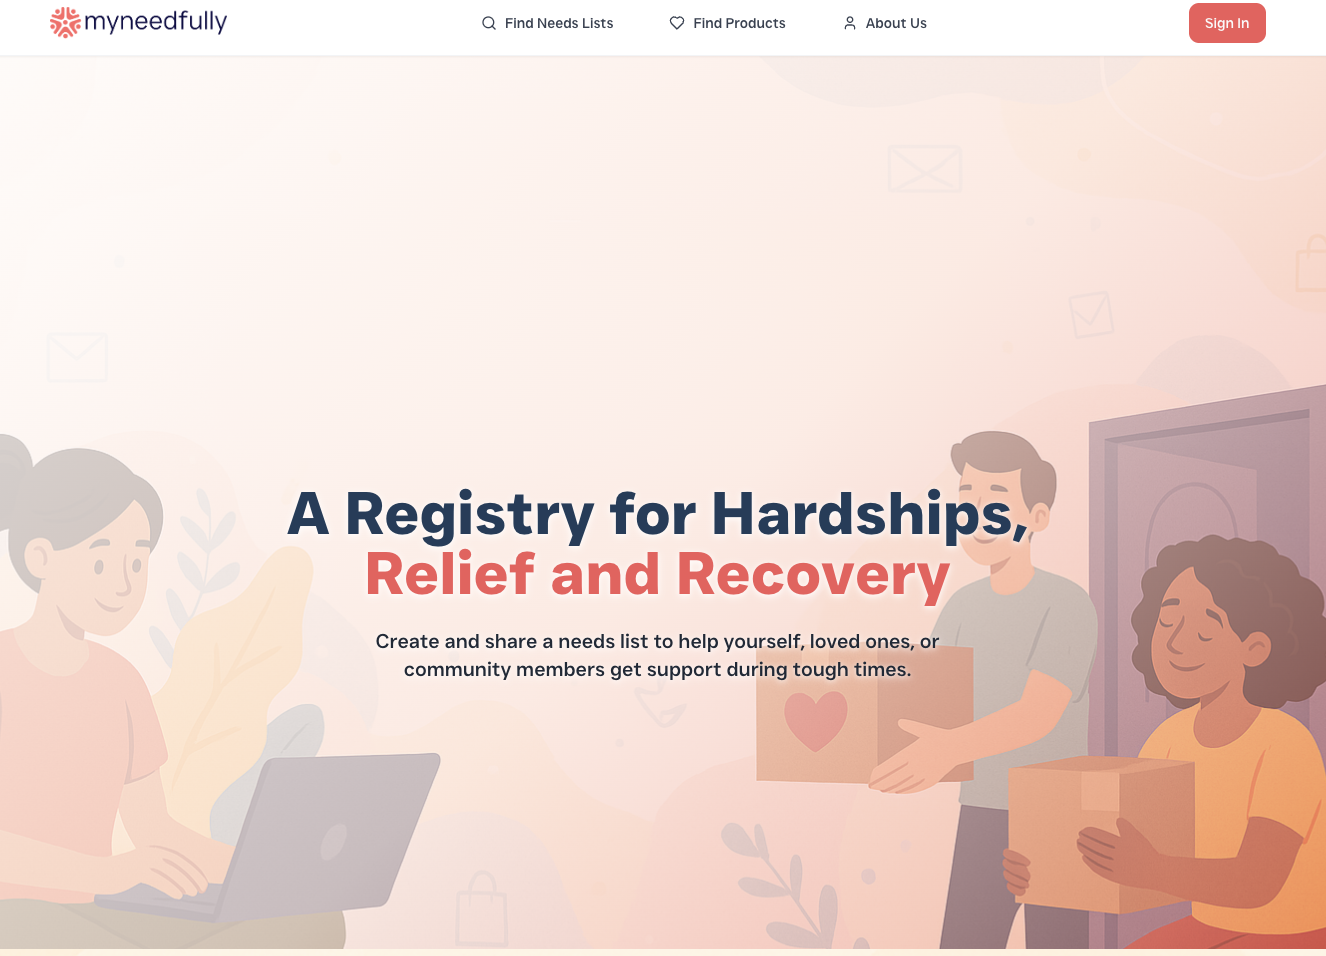 myneedfully
Find Needs Lists
Find Products
About Us
Sign In
A Registry for Hardships,
Relief and Recovery
Create and share a needs list to help yourself, loved ones, or
community members get support during tough times.